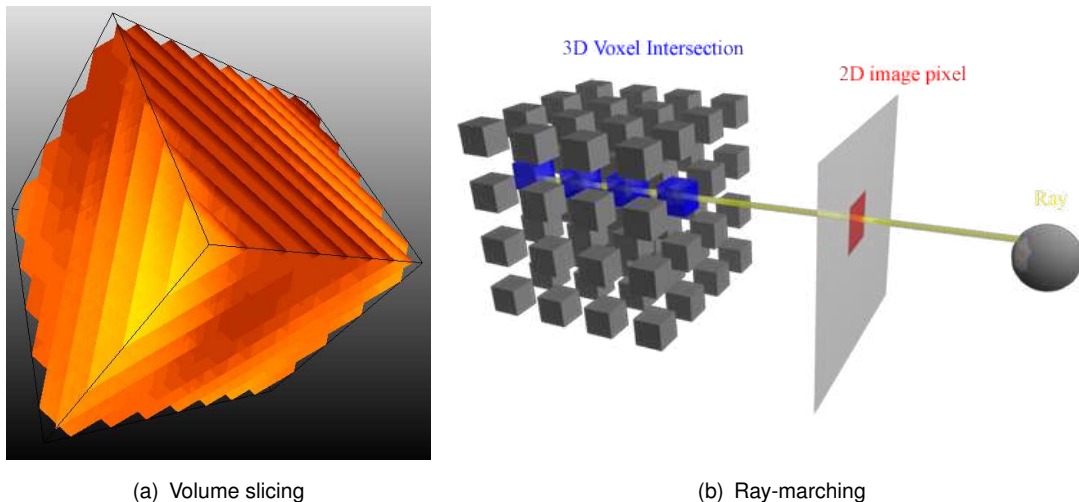 3D Voxel Intersection
2D image pixel
Ray
(a) Volume slicing
(b) Ray-marching